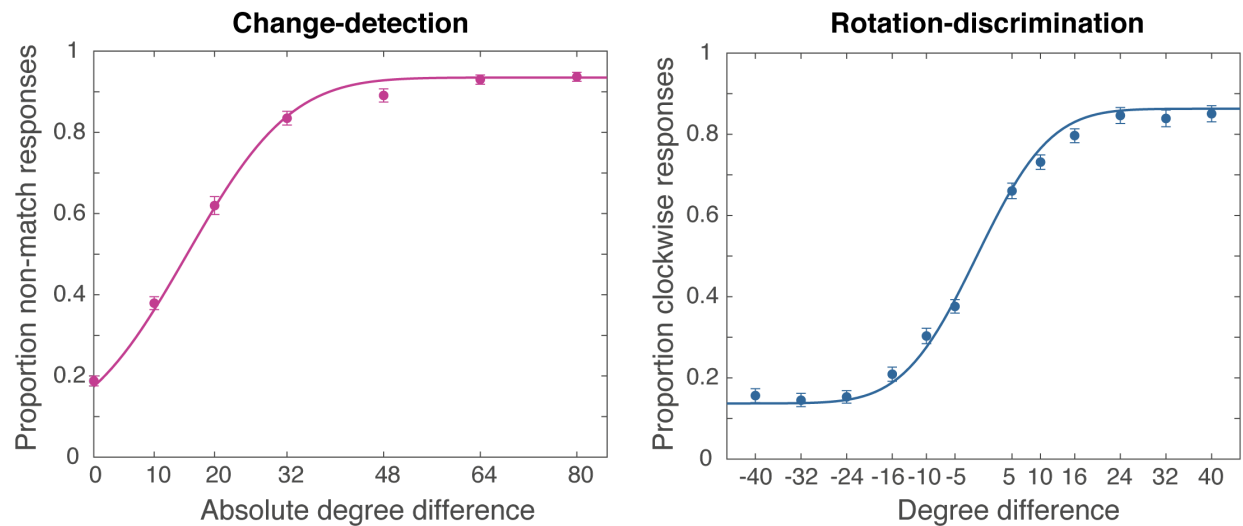 Change-detection
Proportion non-match responses
1
0.8
0.6
0.4
0.2
0
0 10 20 32 48 64 80
Absolute degree difference
Rotation-discrimination
Proportion clockwise responses
1
0.8
0.6
0.4
0.2
0
-40 -32 -24 -16 -10 -5 5 10 16 24 32 40
Degree difference